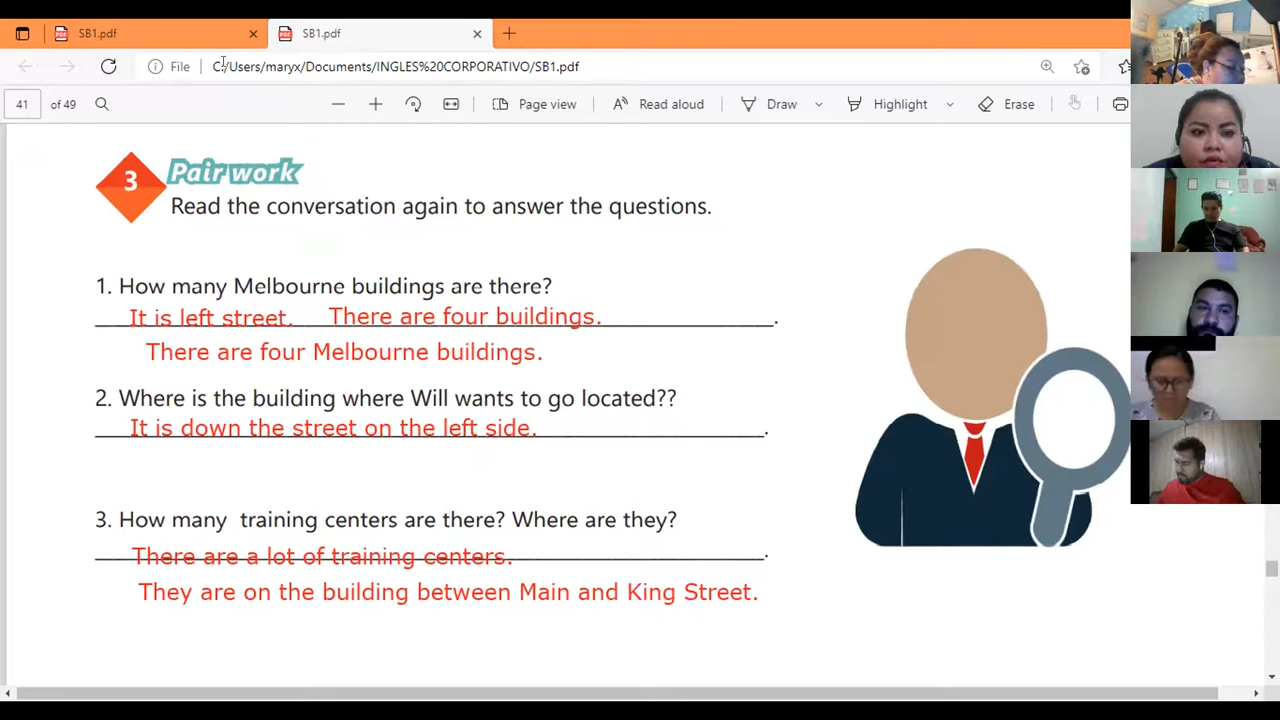 SB1.pdf
SB1.pdf
File
C:/Users/maryx/Documents/INGLES%20CORPORATIVO/SB1.pdf
41 of 49
Page view
Read aloud
Draw
Highlight
Erase
3 Pair work
Read the conversation again to answer the questions.
1. How many Melbourne buildings are there?
It is left street. There are four buildings.
There are four Melbourne buildings.
2. Where is the building where Will wants to go located??
It is down the street on the left side.
3. How many training centers are there? Where are they?
There are a lot of training centers.
They are on the building between Main and King Street.